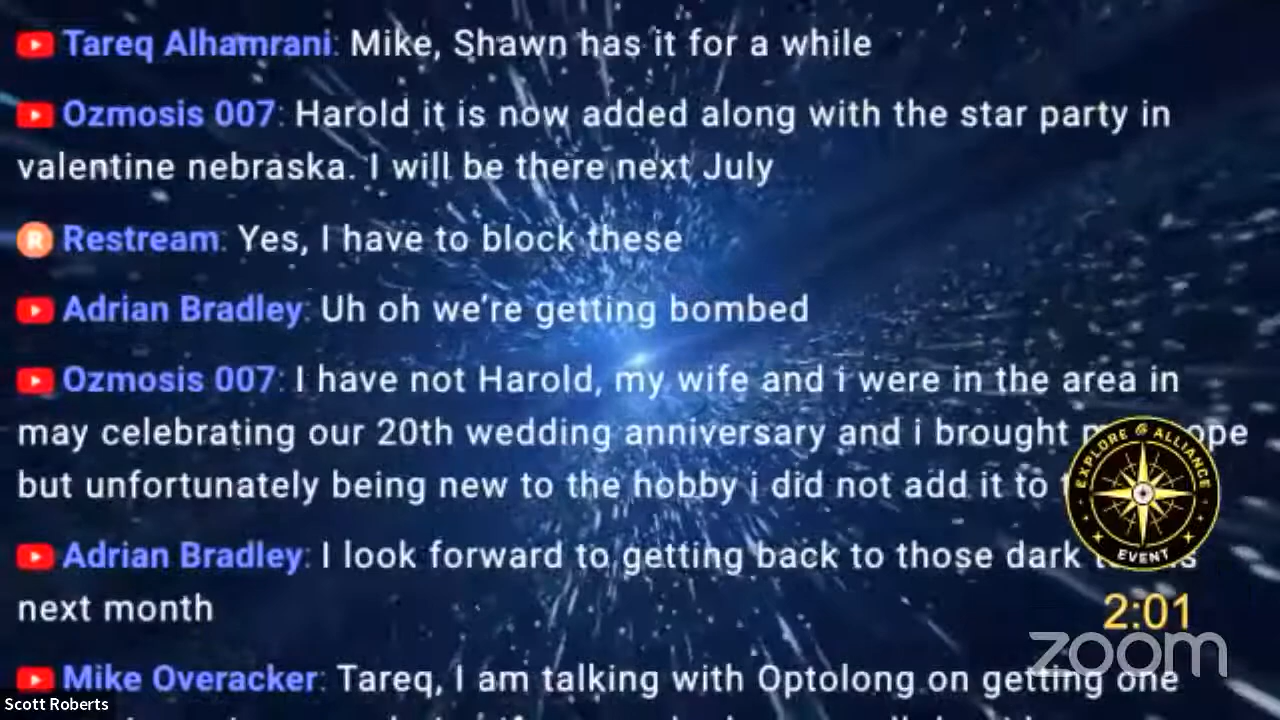 Tareq Alhamrani: Mike, Shawn has it for a while
Ozmosis 007: Harold it is now added along with the star party in
valentine nebraska. I will be there next July
R Restream: Yes, I have to block these
Adrian Bradley: Uh oh we're getting bombed
Ozmosis 007: I have not Harold, my wife and i were in the area in
may celebrating our 20th wedding anniversary and i brought
but unfortunately being new to the hobby i did not add it to
Adrian Bradley: I look forward to getting back to those dark
next month
Mike Overacker: Tareq, I am talking with Optolong on getting one
EXPLORE ALLIANCE
EVENT
2:01
zoom
Scott Roberts